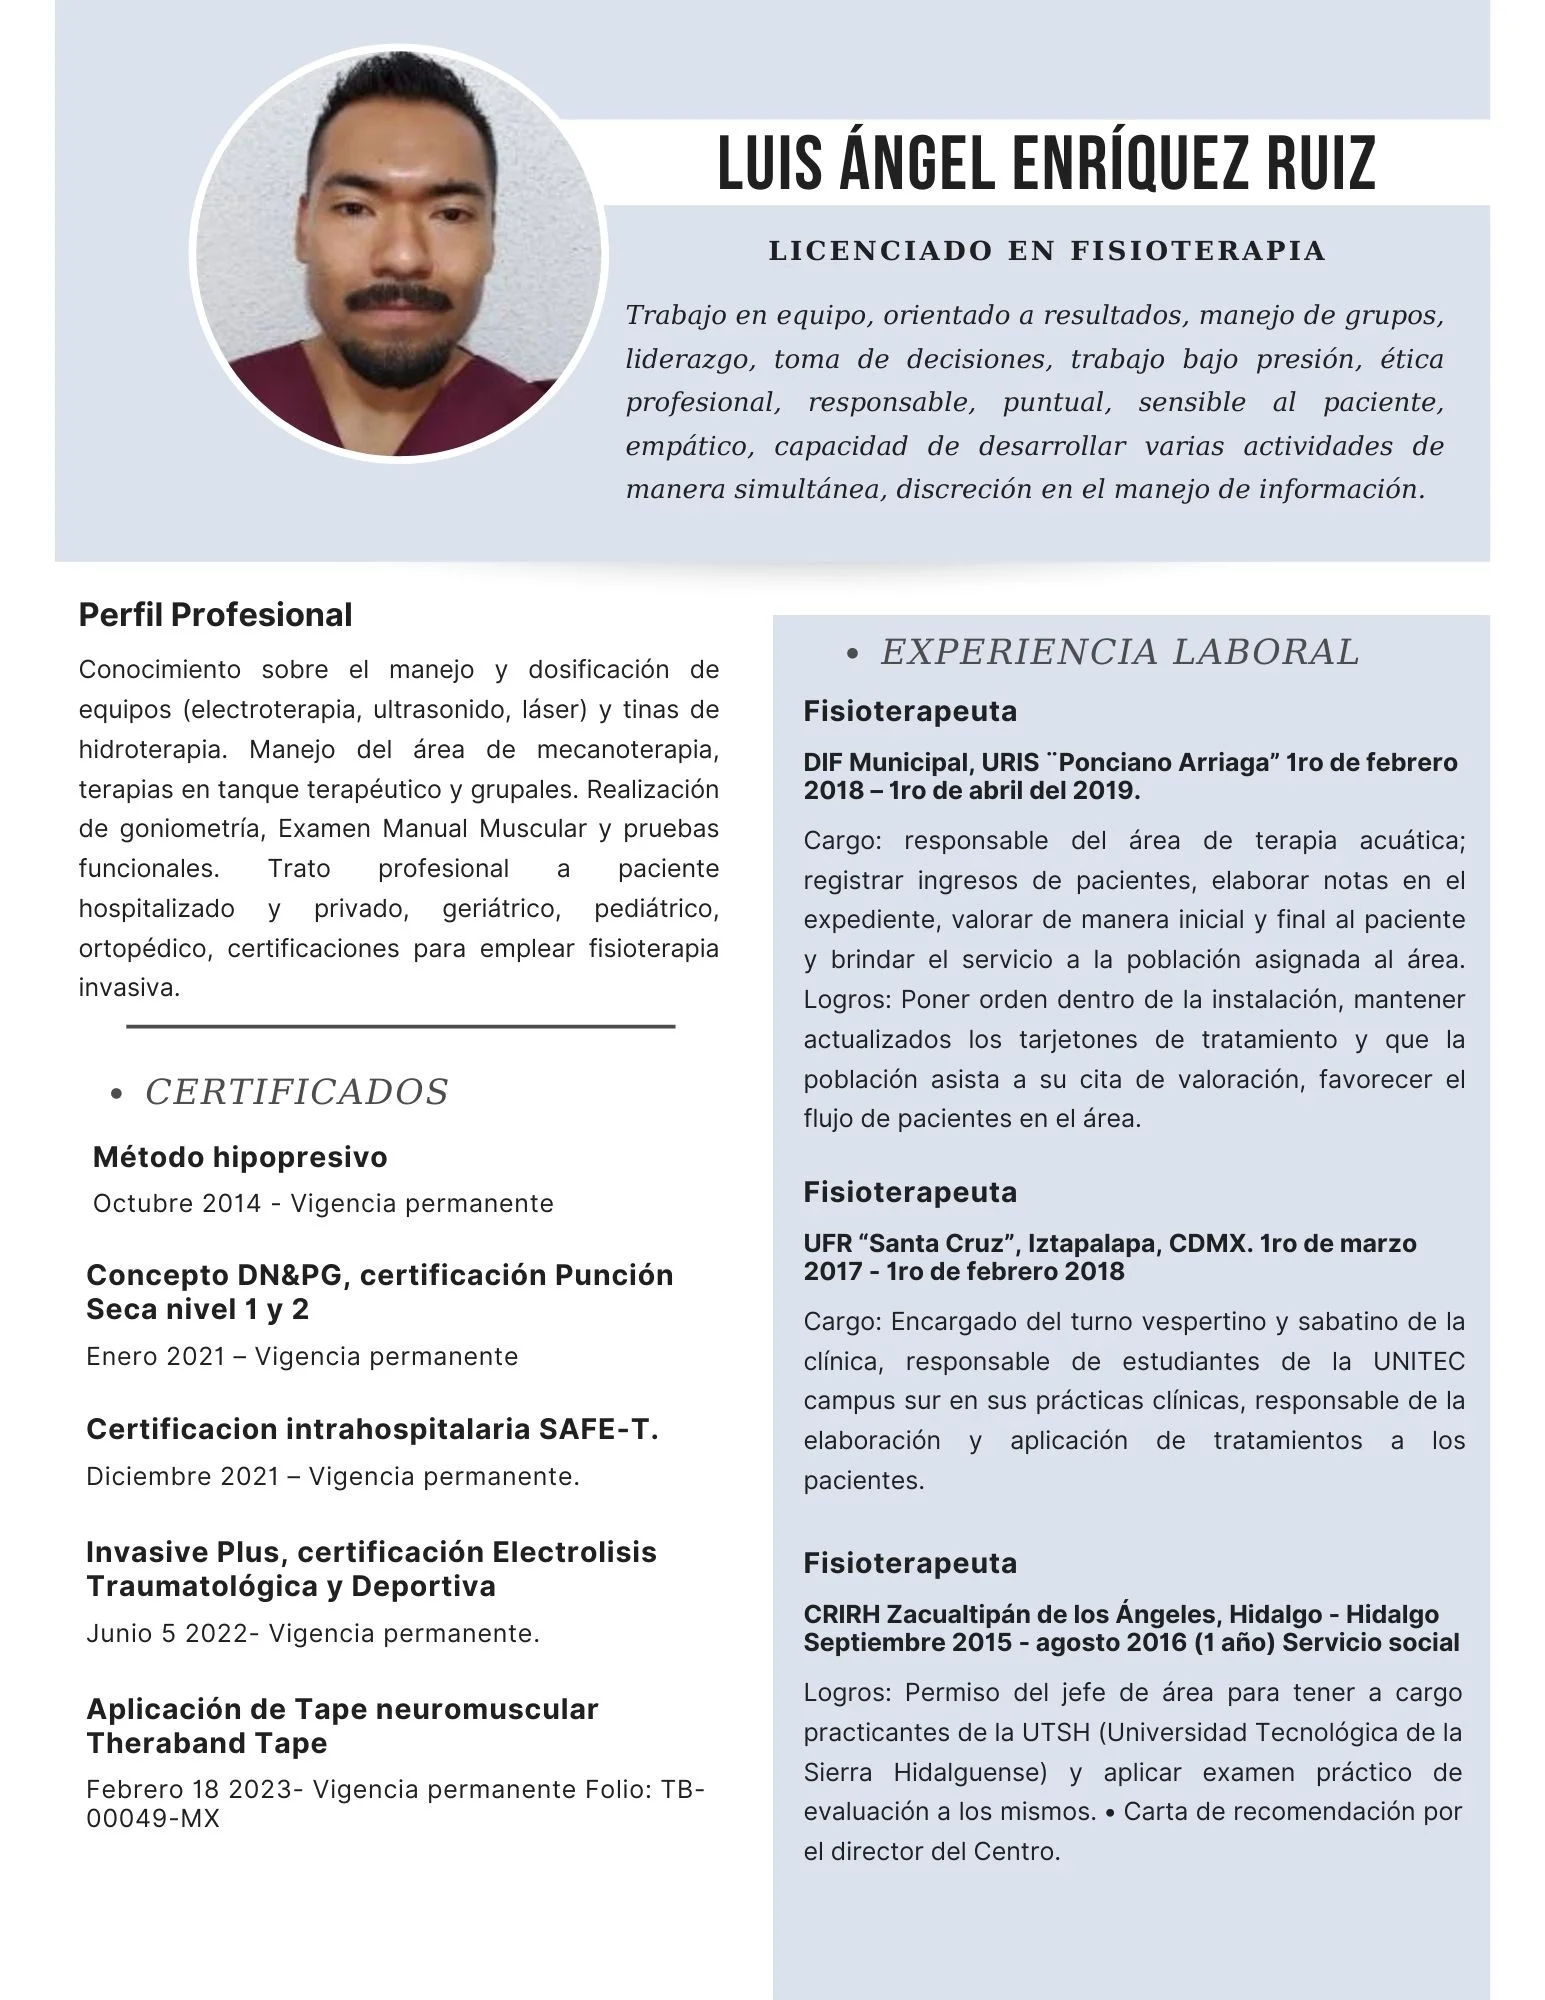 LUIS ÁNGEL ENRÍQUEZ RUIZ
LICENCIADO EN FISIOTERAPIA
Trabajo en equipo, orientado a resultados, manejo de grupos,
liderazgo, toma de decisiones, trabajo bajo presión, ética
profesional, responsable, puntual, sensible al paciente,
empático, capacidad de desarrollar varias actividades de
manera simultánea, discreción en el manejo de información.
Perfil Profesional
Conocimiento sobre el manejo y dosificación de
equipos (electroterapia, ultrasonido, láser) y tinas de
hidroterapia. Manejo del área de mecanoterapia,
terapias en tanque terapéutico y grupales. Realización
de goniometría, Examen Manual Muscular y pruebas
funcionales. Trato profesional a paciente
hospitalizado y privado, geriátrico, pediátrico,
ortopédico, certificaciones para emplear fisioterapia
invasiva.
• CERTIFICADOS
Método hipopresivo
Octubre 2014 - Vigencia permanente
Concepto DN&PG, certificación Punción
Seca nivel 1 y 2
Enero 2021 – Vigencia permanente
Certificacion intrahospitalaria SAFE-T.
Diciembre 2021 – Vigencia permanente.
Invasive Plus, certificación Electrolisis
Traumatológica y Deportiva
Junio 5 2022- Vigencia permanente.
Aplicación de Tape neuromuscular
Theraband Tape
Febrero 18 2023- Vigencia permanente Folio: TB-
00049-MX
• EXPERIENCIA LABORAL
Fisioterapeuta
DIF Municipal, URIS ¨Ponciano Arriaga” 1ro de febrero
2018 – 1ro de abril del 2019.
Cargo: responsable del área de terapia acuática;
registrar ingresos de pacientes, elaborar notas en el
expediente, valorar de manera inicial y final al paciente
y brindar el servicio a la población asignada al área.
Logros: Poner orden dentro de la instalación, mantener
actualizados los tarjetones de tratamiento y que la
población asista a su cita de valoración, favorecer el
flujo de pacientes en el área.
Fisioterapeuta
UFR “Santa Cruz”, Iztapalapa, CDMX. 1ro de marzo
2017 - 1ro de febrero 2018
Cargo: Encargado del turno vespertino y sabatino de la
clínica, responsable de estudiantes de la UNITEC
campus sur en sus prácticas clínicas, responsable de la
elaboración y aplicación de tratamientos a los
pacientes.
Fisioterapeuta
CRIRH Zacualtipán de los Ángeles, Hidalgo - Hidalgo
Septiembre 2015 - agosto 2016 (1 año) Servicio social
Logros: Permiso del jefe de área para tener a cargo
practicantes de la UTSH (Universidad Tecnológica de la
Sierra Hidalguense) y aplicar examen práctico de
evaluación a los mismos. • Carta de recomendación por
el director del Centro.